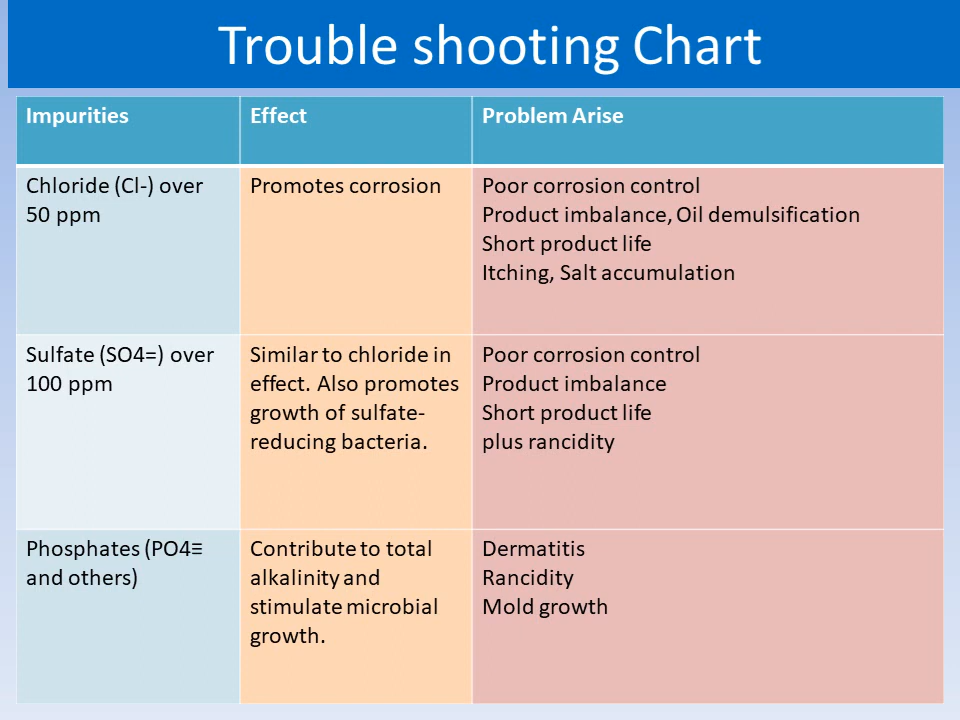 Trouble shooting Chart
Impurities
Effect
Problem Arise
Chloride (Cl-) over
50 ppm
Promotes corrosion
Poor corrosion control
Product imbalance, Oil demulsification
Short product life
Itching, Salt accumulation
Sulfate (SO4=) over
100 ppm
Similar to chloride in
effect. Also promotes
growth of sulfate-
reducing bacteria.
Poor corrosion control
Product imbalance
Short product life
plus rancidity
Phosphates (PO4≡
and others)
Contribute to total
alkalinity and
stimulate microbial
growth.
Dermatitis
Rancidity
Mold growth